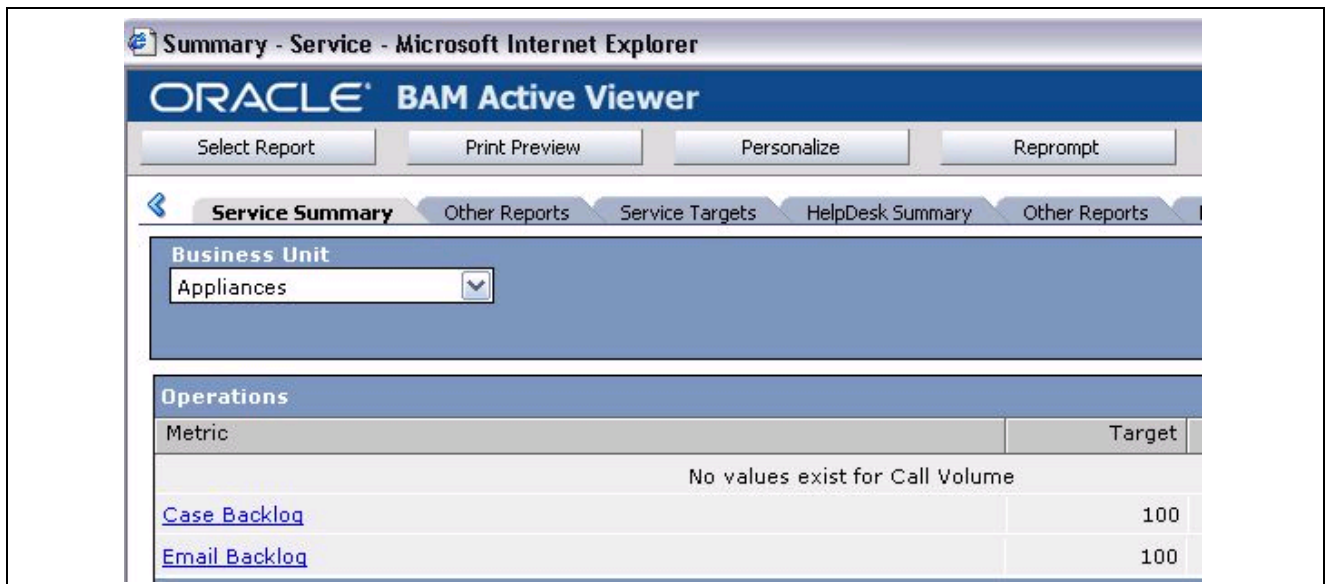 Summary - Service - Microsoft Internet Explorer
ORACLE BAM Active Viewer
Select Report Print Preview Personalize Reprompt
Service Summary Other Reports Service Targets HelpDesk Summary Other Reports
Business Unit
Appliances
Operations
Metric Target
No values exist for Call Volume
Case Backlog 100
Email Backlog 100